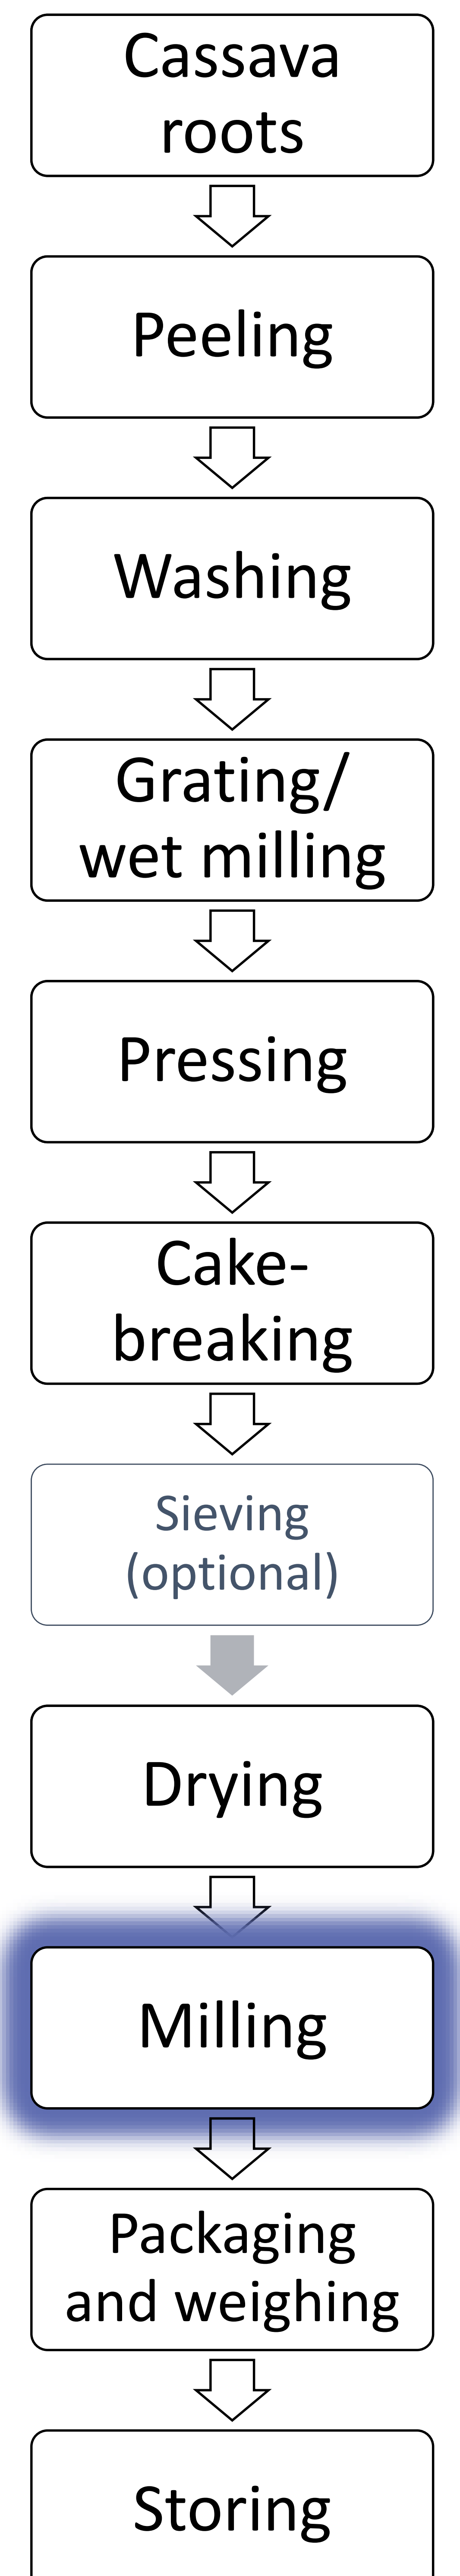 Cassava
roots
Peeling
Washing
Grating/
wet milling
Pressing
Cake-
breaking
Sieving
(optional)
Drying
Milling
Packaging
and weighing
Storing